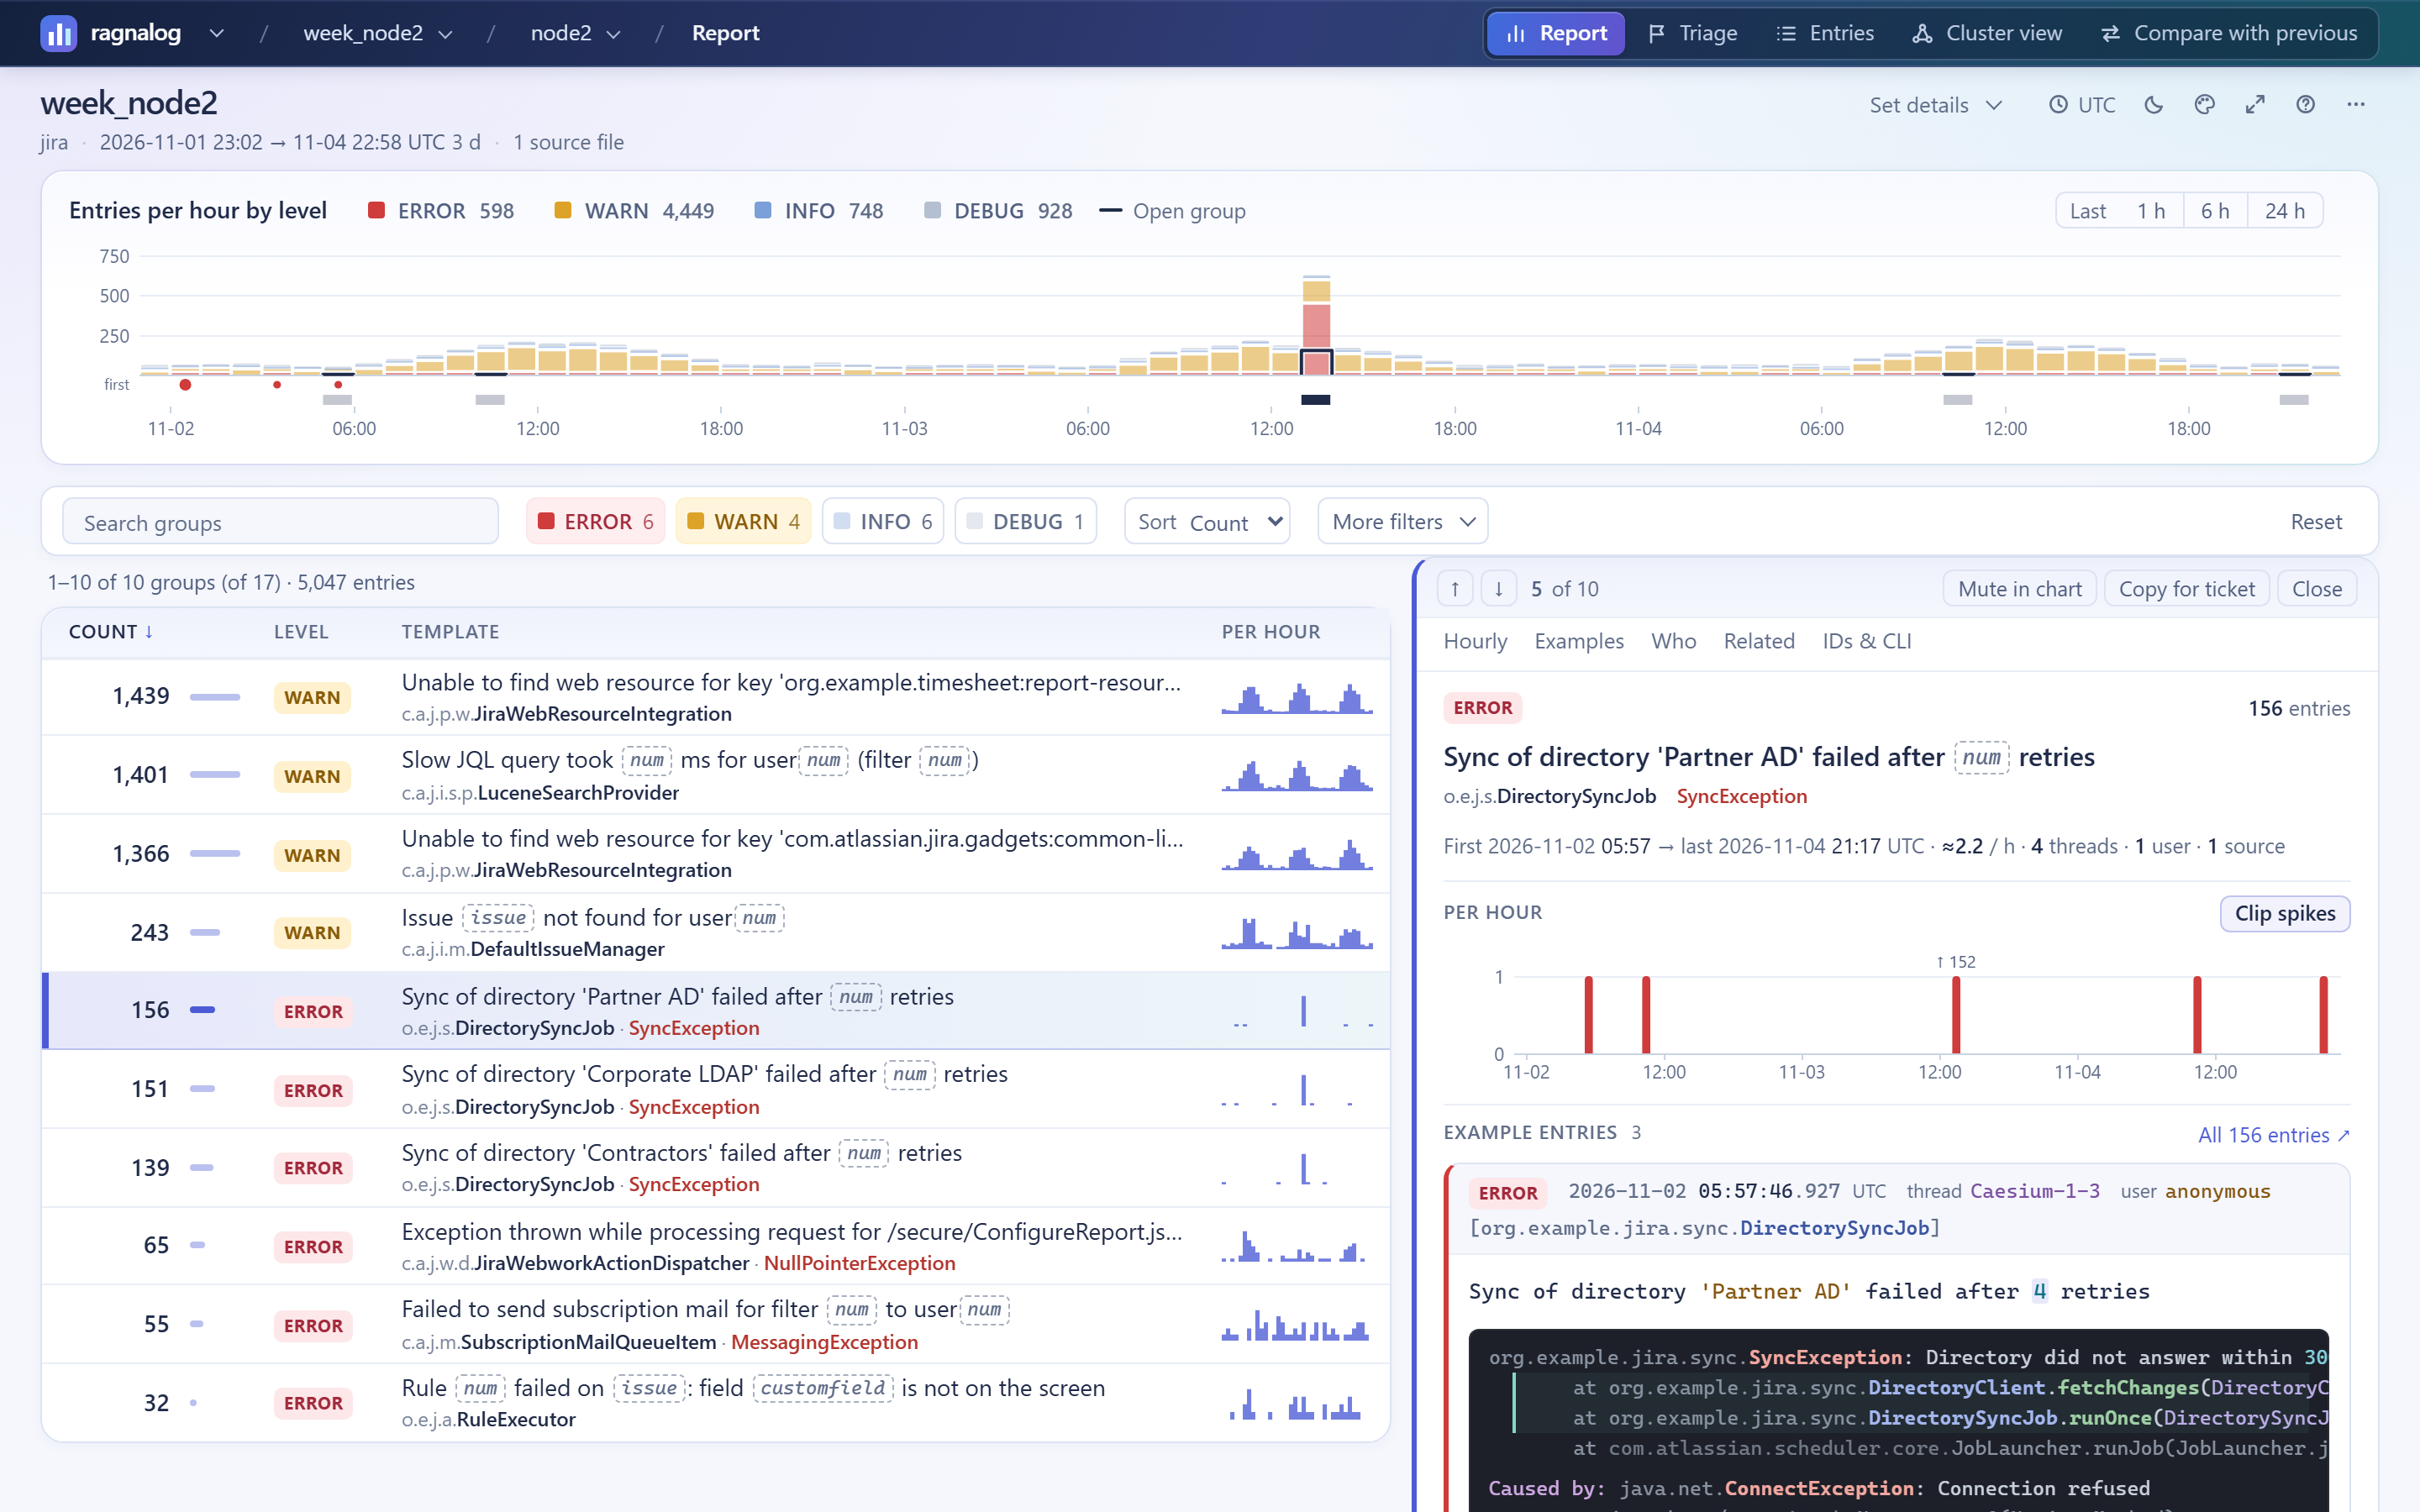 ragnalog / week_node2 / node2 / Report
Report Triage Entries Cluster view Compare with previous
week_node2
Set details UTC
jira · 2026-11-01 23:02 → 11-04 22:58 UTC 3 d · 1 source file
Entries per hour by level ERROR 598 WARN 4,449 INFO 748 DEBUG 928 Open group
Last 1 h 6 h 24 h
750
500
250
first
11-02 06:00 12:00 18:00 11-03 06:00 12:00 18:00 11-04 06:00 12:00 18:00
Search groups
ERROR 6 WARN 4 INFO 6 DEBUG 1 Sort Count More filters Reset
1–10 of 10 groups (of 17) · 5,047 entries
COUNT ↓ LEVEL TEMPLATE PER HOUR
1,439 WARN Unable to find web resource for key 'org.example.timesheet:report-resour...
c.a.j.p.w.JiraWebResourceIntegration
1,401 WARN Slow JQL query took num ms for user num (filter num)
c.a.j.i.s.p.LuceneSearchProvider
1,366 WARN Unable to find web resource for key 'com.atlassian.jira.gadgets:common-li...
c.a.j.p.w.JiraWebResourceIntegration
243 WARN Issue issue not found for user num
c.a.j.i.m.DefaultIssueManager
156 ERROR Sync of directory 'Partner AD' failed after num retries
o.e.j.s.DirectorySyncJob · SyncException
151 ERROR Sync of directory 'Corporate LDAP' failed after num retries
o.e.j.s.DirectorySyncJob · SyncException
139 ERROR Sync of directory 'Contractors' failed after num retries
o.e.j.s.DirectorySyncJob · SyncException
65 ERROR Exception thrown while processing request for /secure/ConfigureReport.js...
c.a.j.w.d.JiraWebworkActionDispatcher · NullPointerException
55 ERROR Failed to send subscription mail for filter num to user num
c.a.j.m.SubscriptionMailQueueItem · MessagingException
32 ERROR Rule num failed on issue: field customfield is not on the screen
o.e.j.a.RuleExecutor
↑ ↓ 5 of 10 Mute in chart Copy for ticket Close
Hourly Examples Who Related IDs & CLI
ERROR 156 entries
Sync of directory 'Partner AD' failed after num retries
o.e.j.s.DirectorySyncJob SyncException
First 2026-11-02 05:57 → last 2026-11-04 21:17 UTC · ≈2.2 / h · 4 threads · 1 user · 1 source
PER HOUR Clip spikes
↑ 152
1
0
11-02 12:00 11-03 12:00 11-04 12:00
EXAMPLE ENTRIES 3 All 156 entries ↗
ERROR 2026-11-02 05:57:46.927 UTC thread Caesium-1-3 user anonymous
[org.example.jira.sync.DirectorySyncJob]
Sync of directory 'Partner AD' failed after 4 retries
org.example.jira.sync.SyncException: Directory did not answer within 30
at org.example.jira.sync.DirectoryClient.fetchChanges(DirectoryC
at org.example.jira.sync.DirectorySyncJob.runOnce(DirectorySyncJ
at com.atlassian.scheduler.core.JobLauncher.runJob(JobLauncher.j
Caused by: java.net.ConnectException: Connection refused